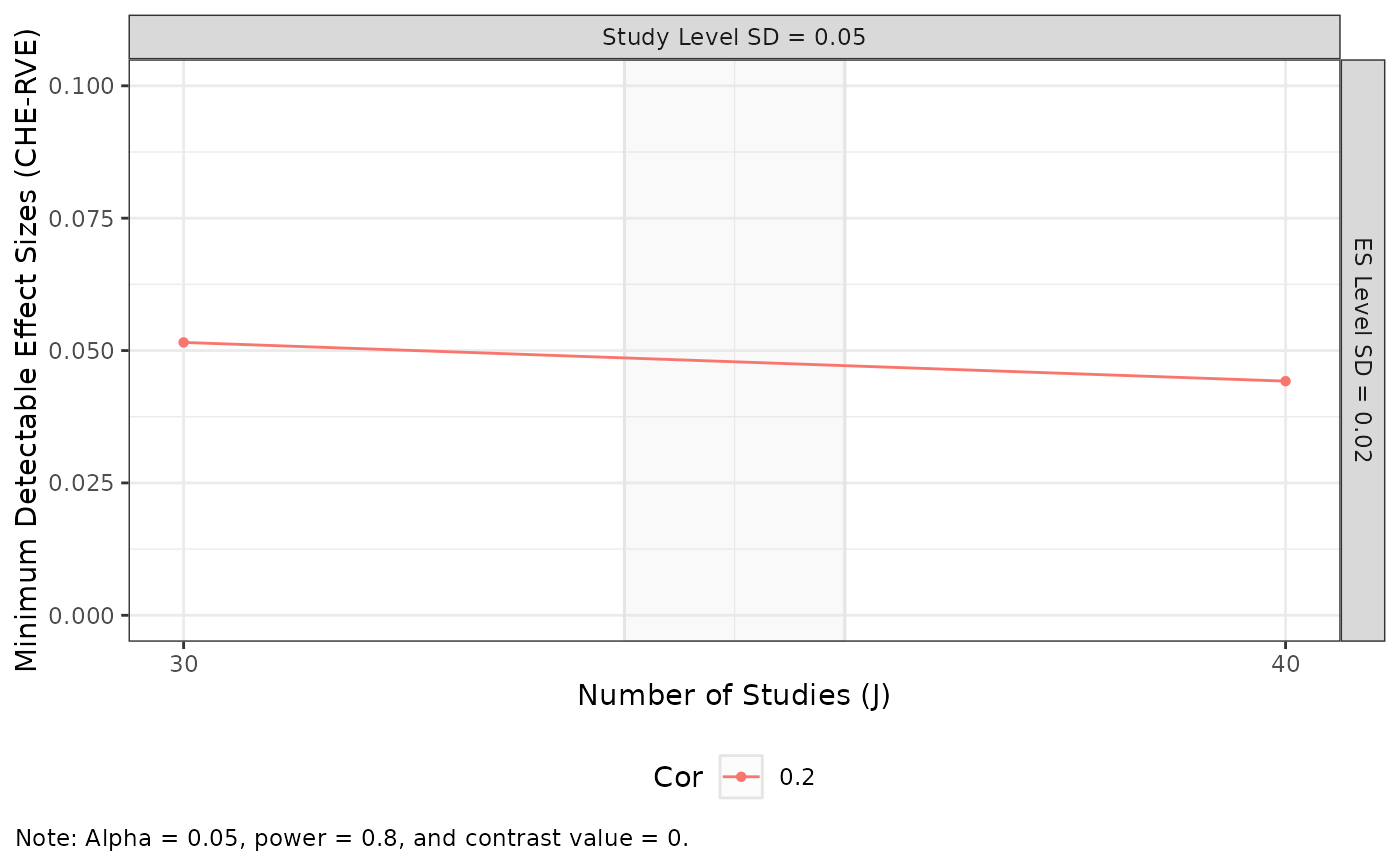 Study Level SD = 0.05
Minimum Detectable Effect Sizes (CHE-RVE)
0.100
0.075
0.050
0.025
0.000
ES Level SD = 0.02
30
40
Number of Studies (J)
Cor
0.2
Note: Alpha = 0.05, power = 0.8, and contrast value = 0.